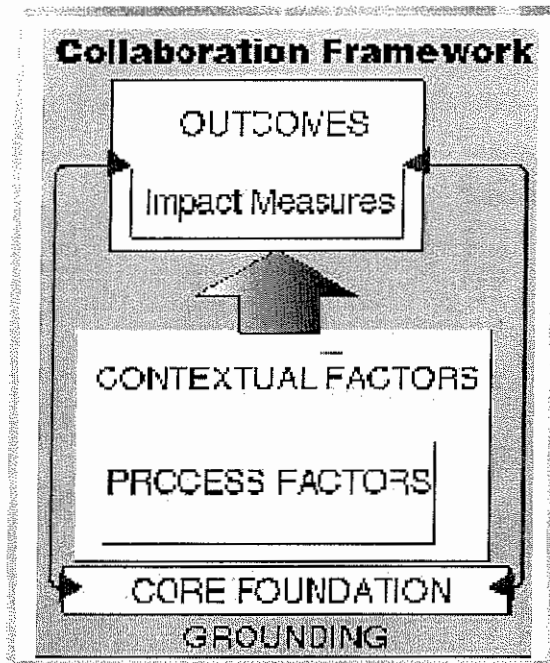 Collaboration Framework
OUTCOMES
Impact Measures
CONTEXTUAL FACTORS
PROCESS FACTORS
CORE FOUNDATION
GROUNDING